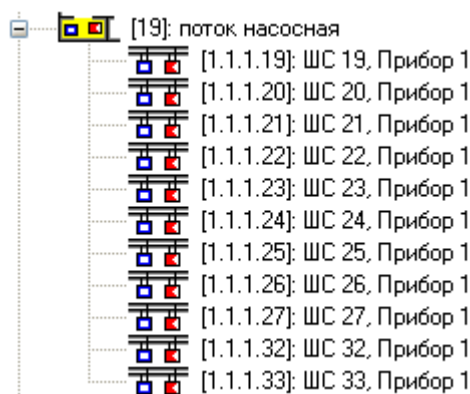 [19]: поток насосная
[1.1.1.19]: ШС 19, Прибор 1
[1.1.1.20]: ШС 20, Прибор 1
[1.1.1.21]: ШС 21, Прибор 1
[1.1.1.22]: ШС 22, Прибор 1
[1.1.1.23]: ШС 23, Прибор 1
[1.1.1.24]: ШС 24, Прибор 1
[1.1.1.25]: ШС 25, Прибор 1
[1.1.1.26]: ШС 26, Прибор 1
[1.1.1.27]: ШС 27, Прибор 1
[1.1.1.32]: ШС 32, Прибор 1
[1.1.1.33]: ШС 33, Прибор 1